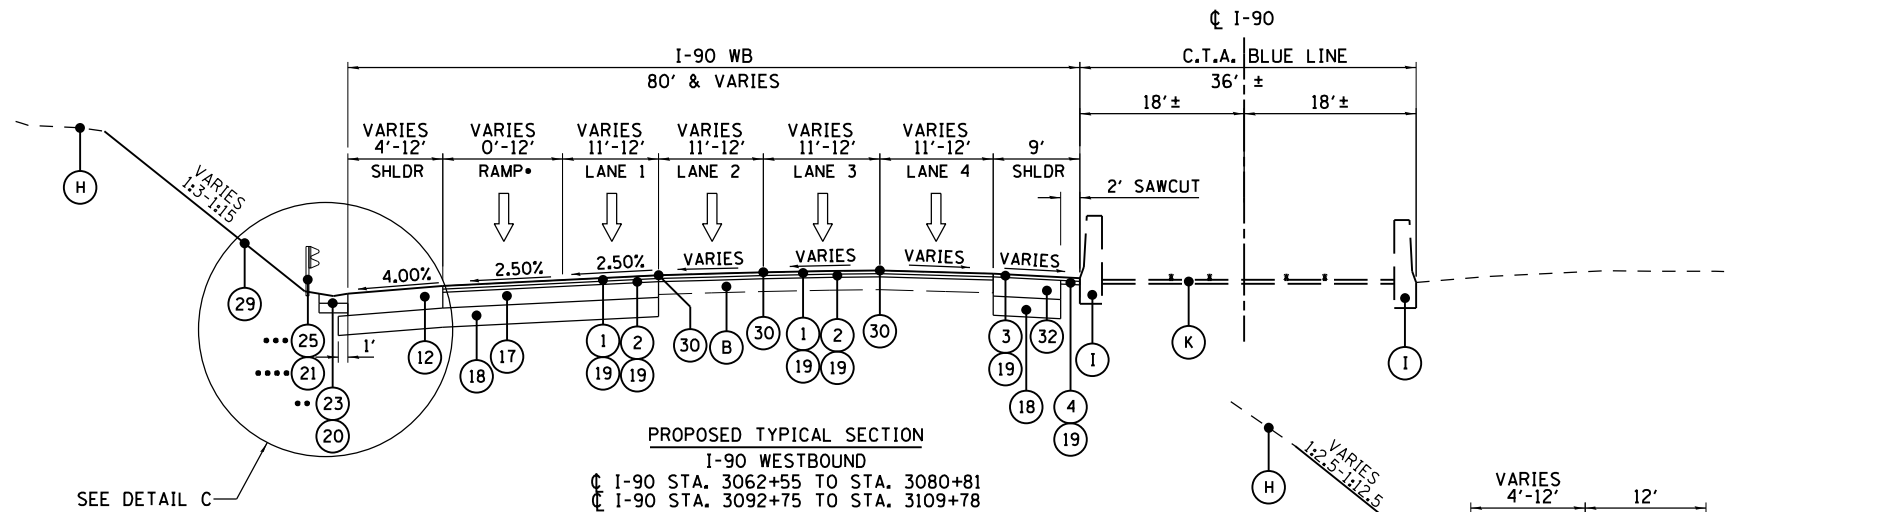 ℄ I-90
I-90 WB
C.T.A. BLUE LINE
80' & VARIES
36' ±
18'±
18'±
VARIES
4'-12'
SHLDR
VARIES
0'-12'
RAMP•
VARIES
11'-12'
LANE 1
VARIES
11'-12'
LANE 2
VARIES
11'-12'
LANE 3
VARIES
11'-12'
LANE 4
9'
SHLDR
2' SAWCUT
H
VARIES
1:3-1:15
4.00%
2.50%
2.50%
VARIES
VARIES
VARIES
VARIES
29
•••
25
••••
21
••
23
20
1'
12
18
17
1
19
2
19
30
B
30
1
19
2
19
30
3
19
18
32
4
19
I
K
I
PROPOSED TYPICAL SECTION
I-90 WESTBOUND
℄ I-90 STA. 3062+55 TO STA. 3080+81
℄ I-90 STA. 3092+75 TO STA. 3109+78
SEE DETAIL C
H
VARIES
1:2.5-1:12.5
VARIES
4'-12'
12'